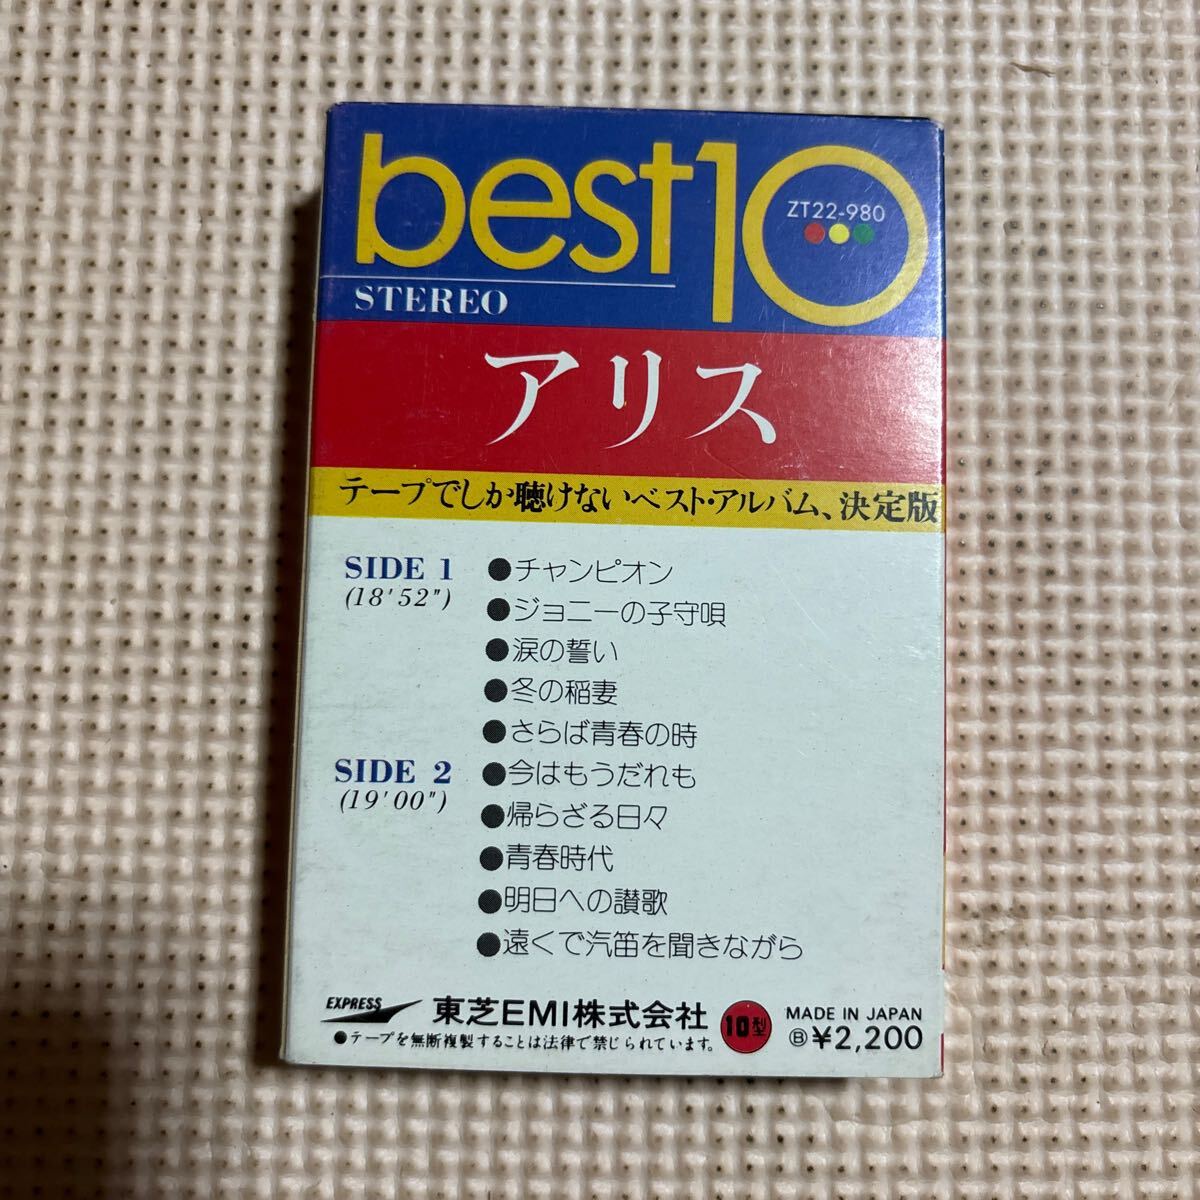 best10
ZT22-980
STEREO
アリス
テープでしか聴けないベスト・アルバム、決定版
SIDE 1
(18'52")
●チャンピオン
●ジョニーの子守唄
●涙の誓い
●冬の稲妻
●さらば青春の時
SIDE 2
(19'00")
●今はもうだれも
●帰らざる日々
●青春時代
●明日への讃歌
●遠くで汽笛を聞きながら
EXPRESS
東芝EMI株式会社
10型
MADE IN JAPAN
●テープを無断複製することは法律で禁じられています。
Ⓑ¥2,200